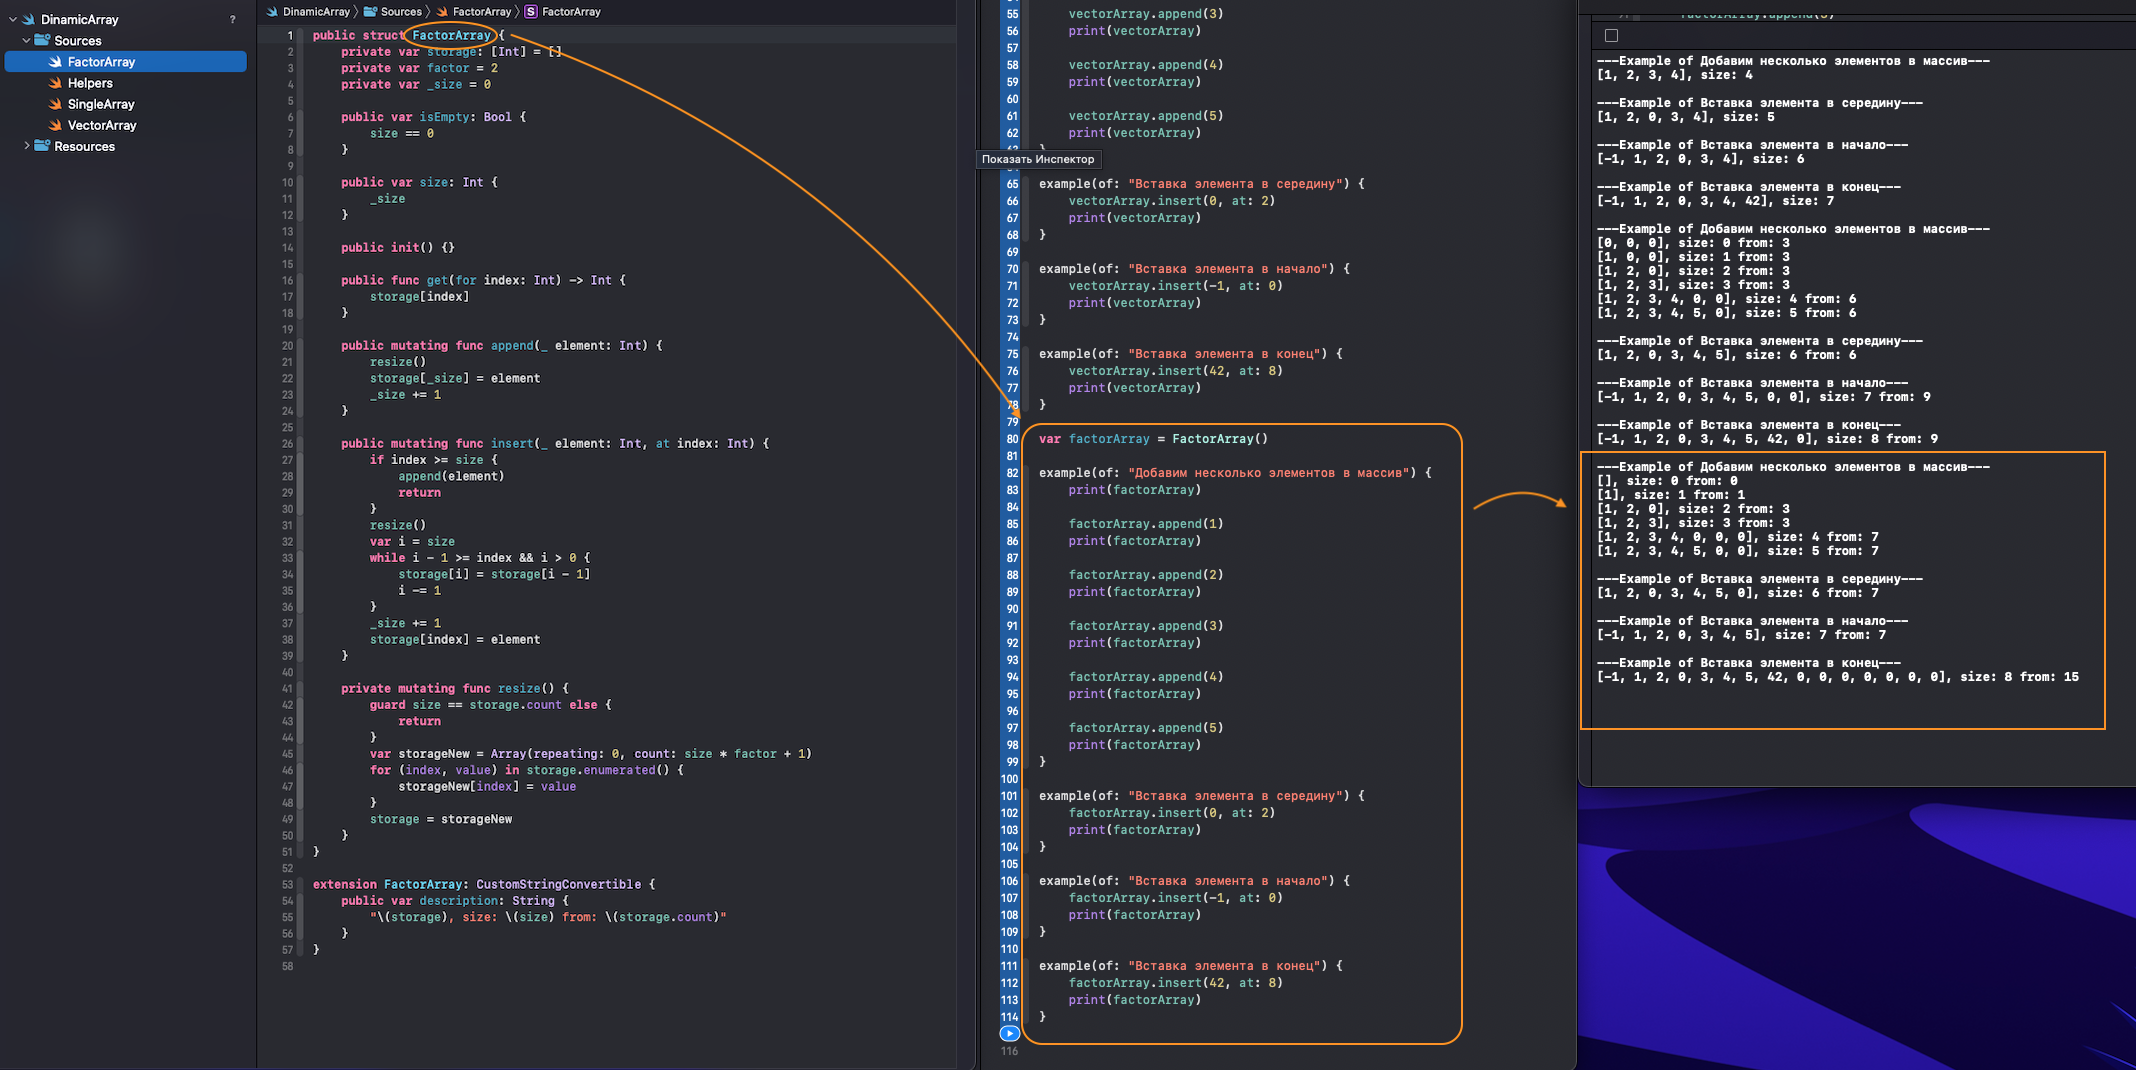 DinamicArray ?
Sources
FactorArray
Helpers
SingleArray
VectorArray
Resources
DinamicArray 〉 Sources 〉 FactorArray 〉 S FactorArray
1 public struct FactorArray {
2 private var storage: [Int] = []
3 private var factor = 2
4 private var _size = 0
5
6 public var isEmpty: Bool {
7 size == 0
8 }
9
10 public var size: Int {
11 _size
12 }
13
14 public init() {}
15
16 public func get(for index: Int) -> Int {
17 storage[index]
18 }
19
20 public mutating func append(_ element: Int) {
21 resize()
22 storage[_size] = element
23 _size += 1
24 }
25
26 public mutating func insert(_ element: Int, at index: Int) {
27 if index >= size {
28 append(element)
29 return
30 }
31 resize()
32 var i = size
33 while i - 1 >= index && i > 0 {
34 storage[i] = storage[i - 1]
35 i -= 1
36 }
37 _size += 1
38 storage[index] = element
39 }
40
41 private mutating func resize() {
42 guard size == storage.count else {
43 return
44 }
45 var storageNew = Array(repeating: 0, count: size * factor + 1)
46 for (index, value) in storage.enumerated() {
47 storageNew[index] = value
48 }
49 storage = storageNew
50 }
51 }
52
53 extension FactorArray: CustomStringConvertible {
54 public var description: String {
55 "\(storage), size: \(size) from: \(storage.count)"
56 }
57 }
58
55 vectorArray.append(3)
56 print(vectorArray)
57
58 vectorArray.append(4)
59 print(vectorArray)
60
61 vectorArray.append(5)
62 print(vectorArray)
63 }
Показать Инспектор
65 example(of: "Вставка элемента в середину") {
66 vectorArray.insert(0, at: 2)
67 print(vectorArray)
68 }
69
70 example(of: "Вставка элемента в начало") {
71 vectorArray.insert(-1, at: 0)
72 print(vectorArray)
73 }
74
75 example(of: "Вставка элемента в конец") {
76 vectorArray.insert(42, at: 8)
77 print(vectorArray)
78 }
79
80 var factorArray = FactorArray()
81
82 example(of: "Добавим несколько элементов в массив") {
83 print(factorArray)
84
85 factorArray.append(1)
86 print(factorArray)
87
88 factorArray.append(2)
89 print(factorArray)
90
91 factorArray.append(3)
92 print(factorArray)
93
94 factorArray.append(4)
95 print(factorArray)
96
97 factorArray.append(5)
98 print(factorArray)
99 }
100
101 example(of: "Вставка элемента в середину") {
102 factorArray.insert(0, at: 2)
103 print(factorArray)
104 }
105
106 example(of: "Вставка элемента в начало") {
107 factorArray.insert(-1, at: 0)
108 print(factorArray)
109 }
110
111 example(of: "Вставка элемента в конец") {
112 factorArray.insert(42, at: 8)
113 print(factorArray)
114 }
116
---Example of Добавим несколько элементов в массив---
[1, 2, 3, 4], size: 4
---Example of Вставка элемента в середину---
[1, 2, 0, 3, 4], size: 5
---Example of Вставка элемента в начало---
[-1, 1, 2, 0, 3, 4], size: 6
---Example of Вставка элемента в конец---
[-1, 1, 2, 0, 3, 4, 42], size: 7
---Example of Добавим несколько элементов в массив---
[0, 0, 0], size: 0 from: 3
[1, 0, 0], size: 1 from: 3
[1, 2, 0], size: 2 from: 3
[1, 2, 3], size: 3 from: 3
[1, 2, 3, 4, 0, 0], size: 4 from: 6
[1, 2, 3, 4, 5, 0], size: 5 from: 6
---Example of Вставка элемента в середину---
[1, 2, 0, 3, 4, 5], size: 6 from: 6
---Example of Вставка элемента в начало---
[-1, 1, 2, 0, 3, 4, 5, 0, 0], size: 7 from: 9
---Example of Вставка элемента в конец---
[-1, 1, 2, 0, 3, 4, 5, 42, 0], size: 8 from: 9
---Example of Добавим несколько элементов в массив---
[], size: 0 from: 0
[1], size: 1 from: 1
[1, 2, 0], size: 2 from: 3
[1, 2, 3], size: 3 from: 3
[1, 2, 3, 4, 0, 0, 0], size: 4 from: 7
[1, 2, 3, 4, 5, 0, 0], size: 5 from: 7
---Example of Вставка элемента в середину---
[1, 2, 0, 3, 4, 5, 0], size: 6 from: 7
---Example of Вставка элемента в начало---
[-1, 1, 2, 0, 3, 4, 5], size: 7 from: 7
---Example of Вставка элемента в конец---
[-1, 1, 2, 0, 3, 4, 5, 42, 0, 0, 0, 0, 0, 0, 0], size: 8 from: 15